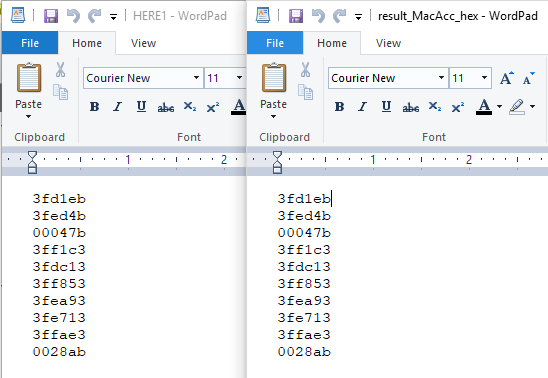 HERE1 - WordPad
File
Home
Paste
Clipboard
Courier New
11
B I U abc X₂ X² A
Font
1 2
3fd1eb
3fed4b
00047b
3ff1c3
3fdc13
3ff853
3fea93
3fe713
3ffae3
0028ab
result_MacAcc_hex - WordPad
File
Home
Paste
Clipboard
Courier New
11
A A
B I U abc X₂ X² A
Font
1 2
3fd1eb
3fed4b
00047b
3ff1c3
3fdc13
3ff853
3fea93
3fe713
3ffae3
0028ab